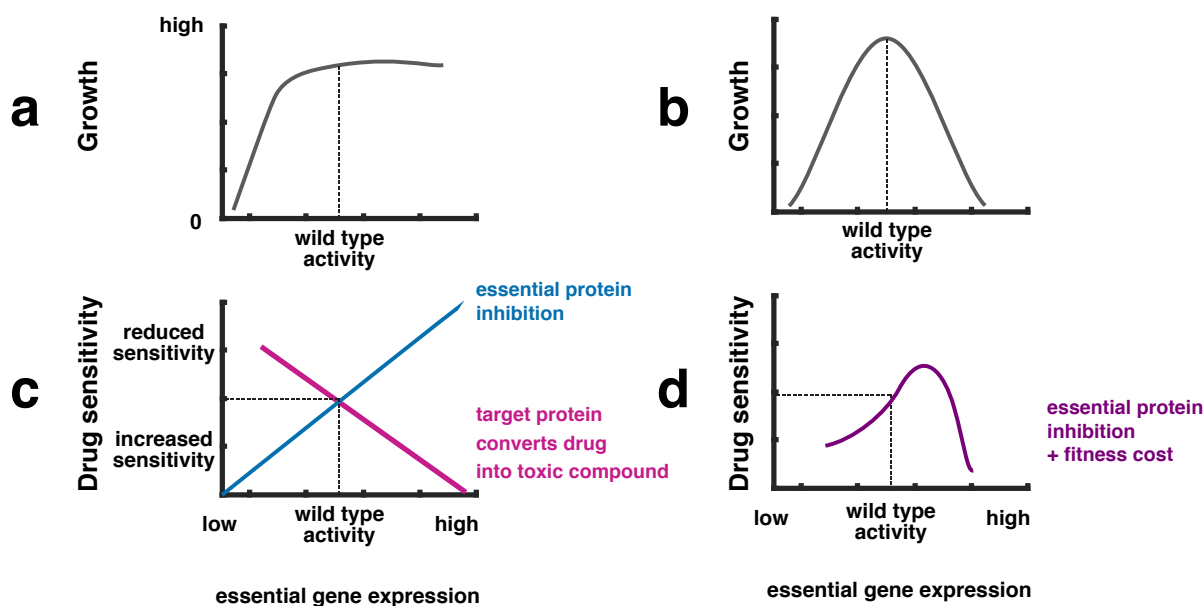 a
high
Growth
0
wild type
activity
b
Growth
wild type
activity
c
Drug sensitivity
reduced
sensitivity
increased
sensitivity
essential protein
inhibition
target protein
converts drug
into toxic compound
low
wild type
activity
high
essential gene expression
d
Drug sensitivity
essential protein
inhibition
+ fitness cost
low
wild type
activity
high
essential gene expression